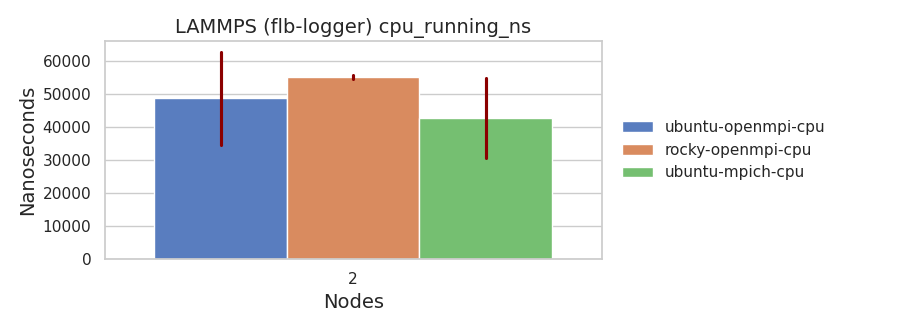 LAMMPS (flb-logger) cpu_running_ns
Nanoseconds
60000
50000
40000
30000
20000
10000
0
2
Nodes
ubuntu-openmpi-cpu
rocky-openmpi-cpu
ubuntu-mpich-cpu